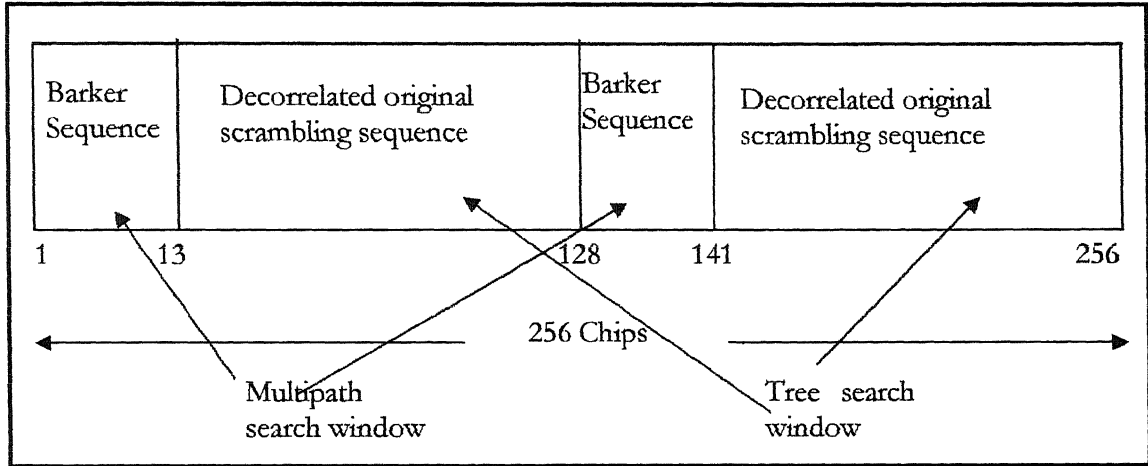 Barker
Sequence
Decorrelated original
scrambling sequence
Barker
Sequence
Decorrelated original
scrambling sequence
1
13
128
141
256
256 Chips
Multipath
search window
Tree search
window